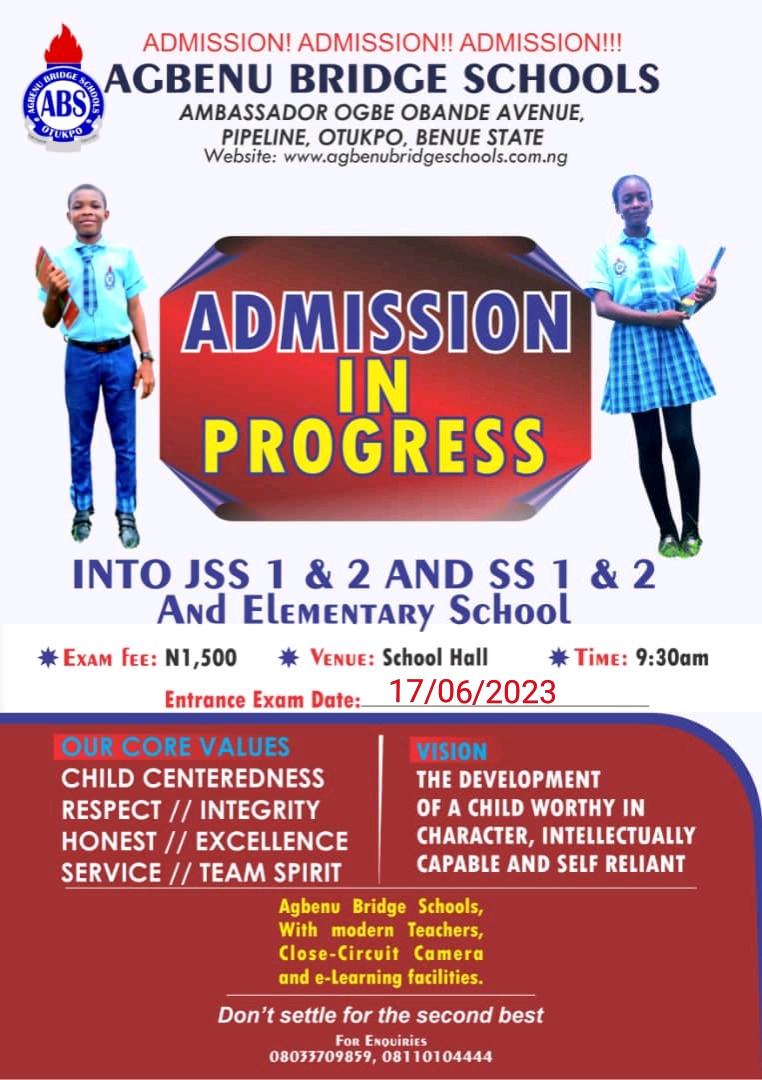 ADMISSION! ADMISSION!! ADMISSION!!!
AGBENU BRIDGE SCHOOLS
AGBENU BRIDGE SCHOOLS
ABS
OTUKPO
AMBASSADOR OGBE OBANDE AVENUE,
PIPELINE, OTUKPO, BENUE STATE
Website: www.agbenubridgeschools.com.ng
ADMISSION
IN
PROGRESS
INTO JSS 1 & 2 AND SS 1 & 2
And Elementary School
Exam fee: N1,500 Venue: School Hall Time: 9:30am
Entrance Exam Date: 17/06/2023
OUR CORE VALUES
CHILD CENTEREDNESS
RESPECT // INTEGRITY
HONEST // EXCELLENCE
SERVICE // TEAM SPIRIT
VISION
THE DEVELOPMENT
OF A CHILD WORTHY IN
CHARACTER, INTELLECTUALLY
CAPABLE AND SELF RELIANT
Agbenu Bridge Schools,
With modern Teachers,
Close-Circuit Camera
and e-Learning facilities.
Don't settle for the second best
For Enquiries
08033709859, 08110104444